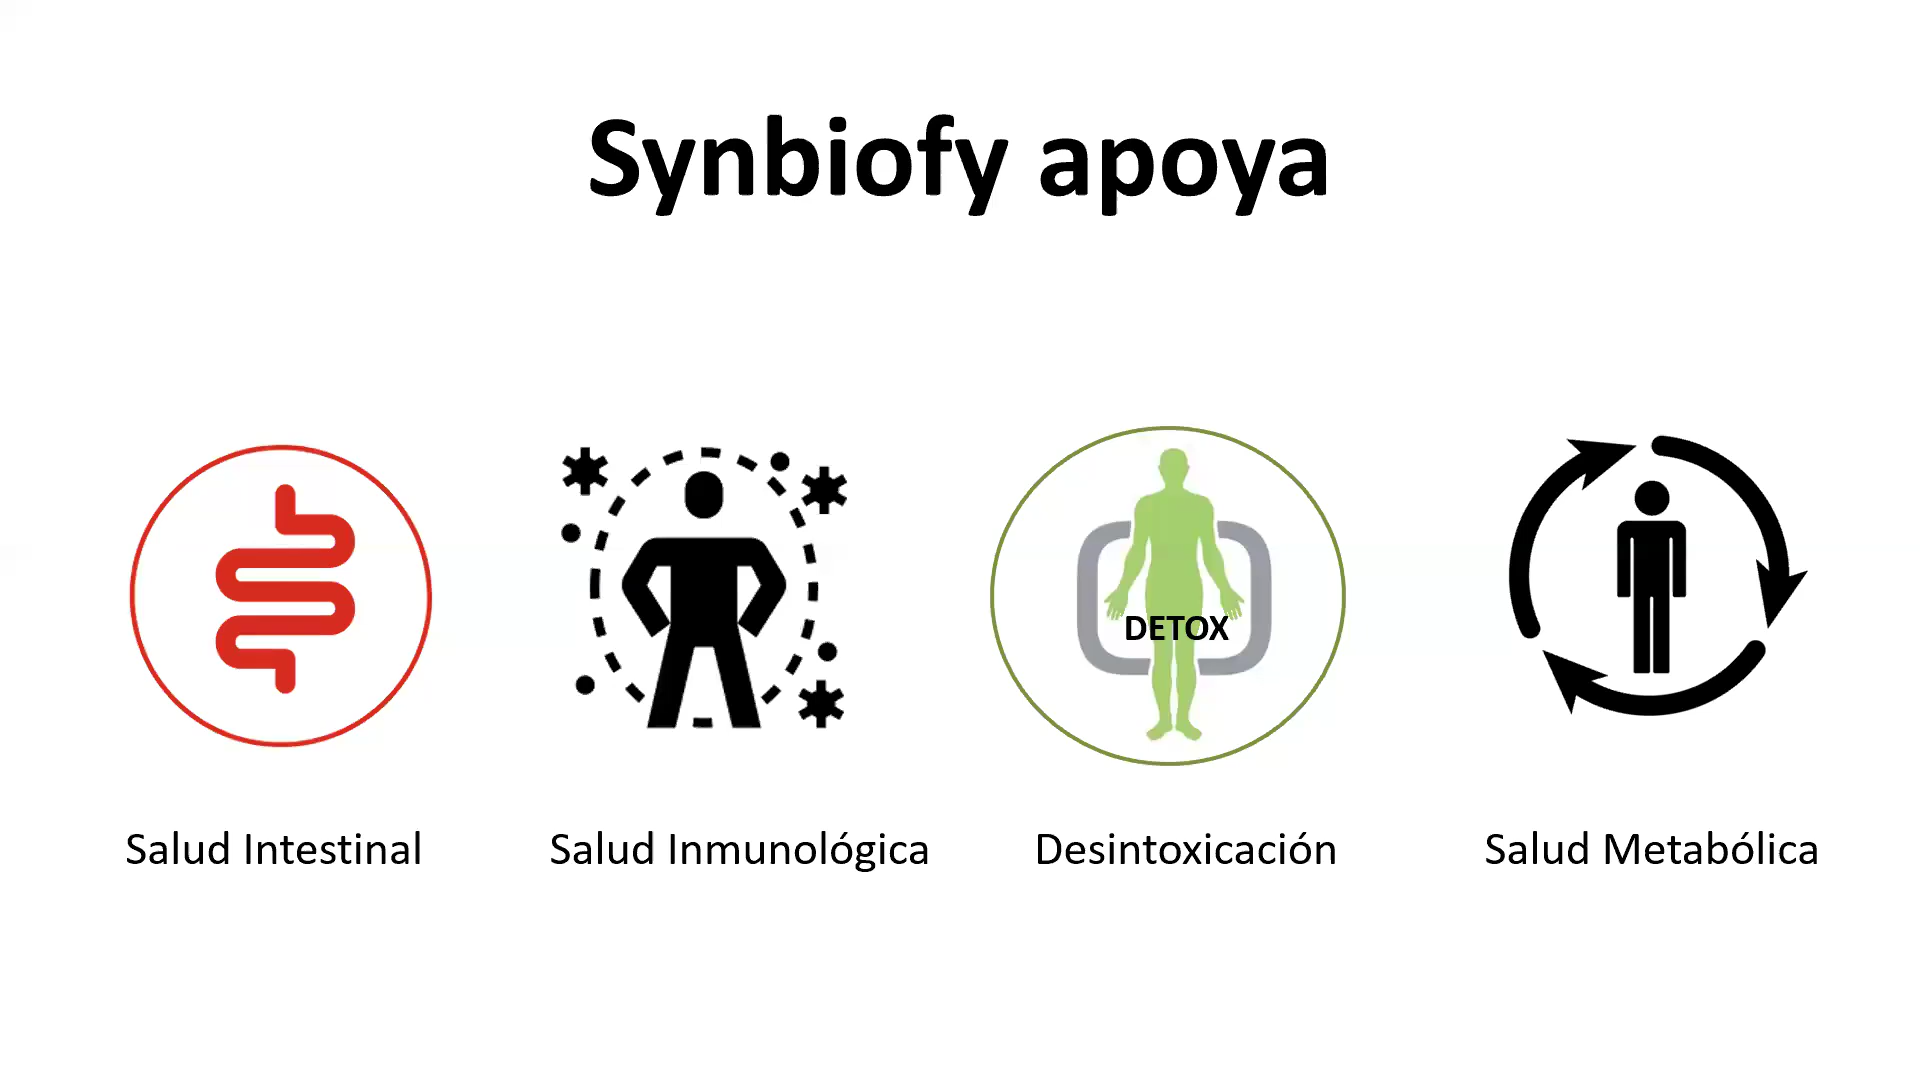 Synbiofy apoya
DETOX
Salud Intestinal
Salud Inmunológica
Desintoxicación
Salud Metabólica